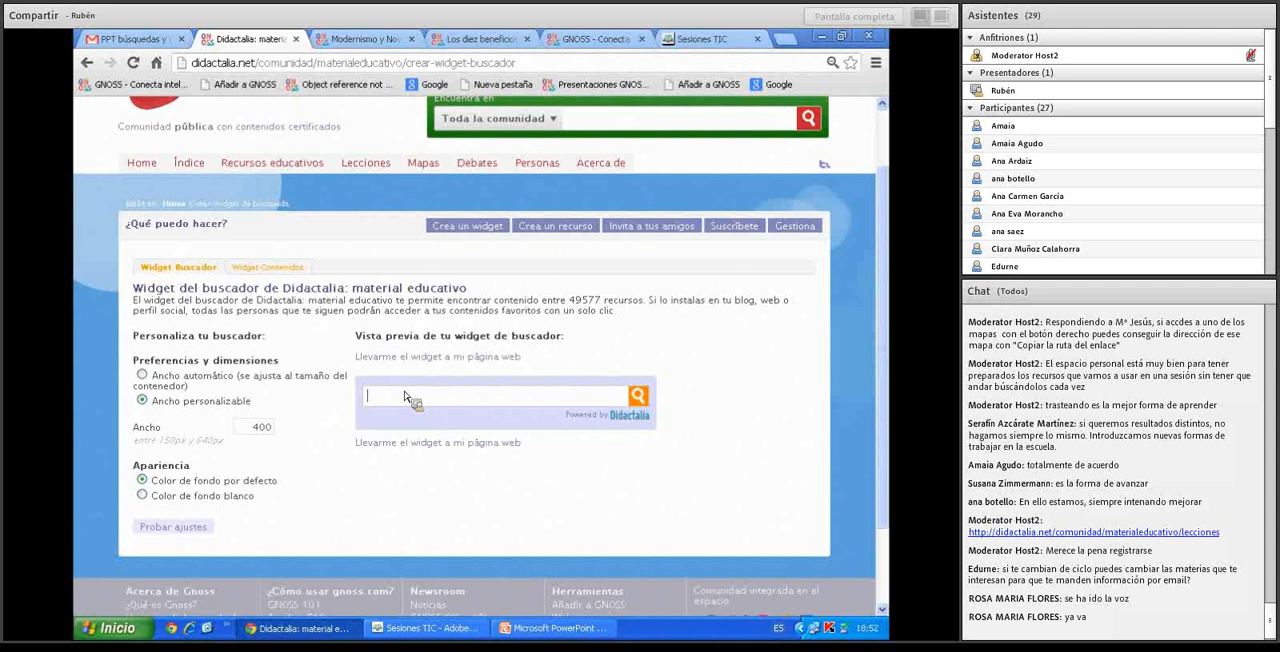 Compartir - Rubén
Pantalla completa
PPT búsquedas y
Didactalia: materi
Modernismo y Nov
Los diez beneficio
GNOSS - Conecta
Sesiones TIC
didactalia.net/comunidad/materialeducativo/crear-widget-buscador
GNOSS - Conecta intel...
Añadir a GNOSS
Object reference not ...
Google
Nueva pestaña
Presentaciones GNOSS...
Añadir a GNOSS
Google
Encuentra en
Toda la comunidad
Comunidad pública con contenidos certificados
Home
Índice
Recursos educativos
Lecciones
Mapas
Debates
Personas
Acerca de
Home
¿Qué puedo hacer?
Crea un widget
Crea un recurso
Invita a tus amigos
Suscríbete
Gestiona
Widget Buscador
Widget Contenidos
Widget del buscador de Didactalia: material educativo
El widget del buscador de Didactalia: material educativo te permite encontrar contenido entre 49577 recursos. Si lo instalas en tu blog, web o
perfil social, todas las personas que te siguen podrán acceder a tus contenidos favoritos con un solo clic
Personaliza tu buscador:
Vista previa de tu widget de buscador:
Preferencias y dimensiones
Llevarme el widget a mi página web
Ancho automático (se ajusta al tamaño del
contenedor)
Ancho personalizable
Powered by Didactalia
Ancho
400
entre 150px y 640px
Llevarme el widget a mi página web
Apariencia
Color de fondo por defecto
Color de fondo blanco
Probar ajustes
Acerca de Gnoss
¿Qué es Gnoss?
¿Cómo usar gnoss.com?
GNOSS 101
Newsroom
Noticias
Herramientas
Añadir a GNOSS
Comunidad integrada en el
espacio
Inicio
Didactalia: material e...
Sesiones TIC - Adobe...
Microsoft PowerPoint ...
ES
18:52
Asistentes (29)
Anfitriones (1)
Moderator Host2
Presentadores (1)
Rubén
Participantes (27)
Amaia
Amaia Agudo
Ana Ardaiz
ana botello
Ana Carmen García
Ana Eva Morancho
ana saez
Clara Muñoz Calahorra
Edurne
Chat (Todos)
Moderator Host2: Respondiendo a Mª Jesús, si accdes a uno de los
mapas con el botón derecho puedes conseguir la dirección de ese
mapa con "Copiar la ruta del enlace"
Moderator Host2: El espacio personal está muy bien para tener
preparados los recursos que vamos a usar en una sesión sin tener que
andar búscándolos cada vez
Moderator Host2: trasteando es la mejor forma de aprender
Serafín Azcárate Martínez: si queremos resultados distintos, no
hagamos siempre lo mismo. Introduzcamos nuevas formas de
trabajar en la escuela.
Amaia Agudo: totalmente de acuerdo
Susana Zimmermann: es la forma de avanzar
ana botello: En ello estamos, siempre intenando mejorar
Moderator Host2:
http://didactalia.net/comunidad/materialeducativo/lecciones
Moderator Host2: Merece la pena registrarse
Edurne: si te cambian de ciclo puedes cambiar las materias que te
interesan para que te manden información por email?
ROSA MARIA FLORES: se ha ido la voz
ROSA MARIA FLORES: ya va